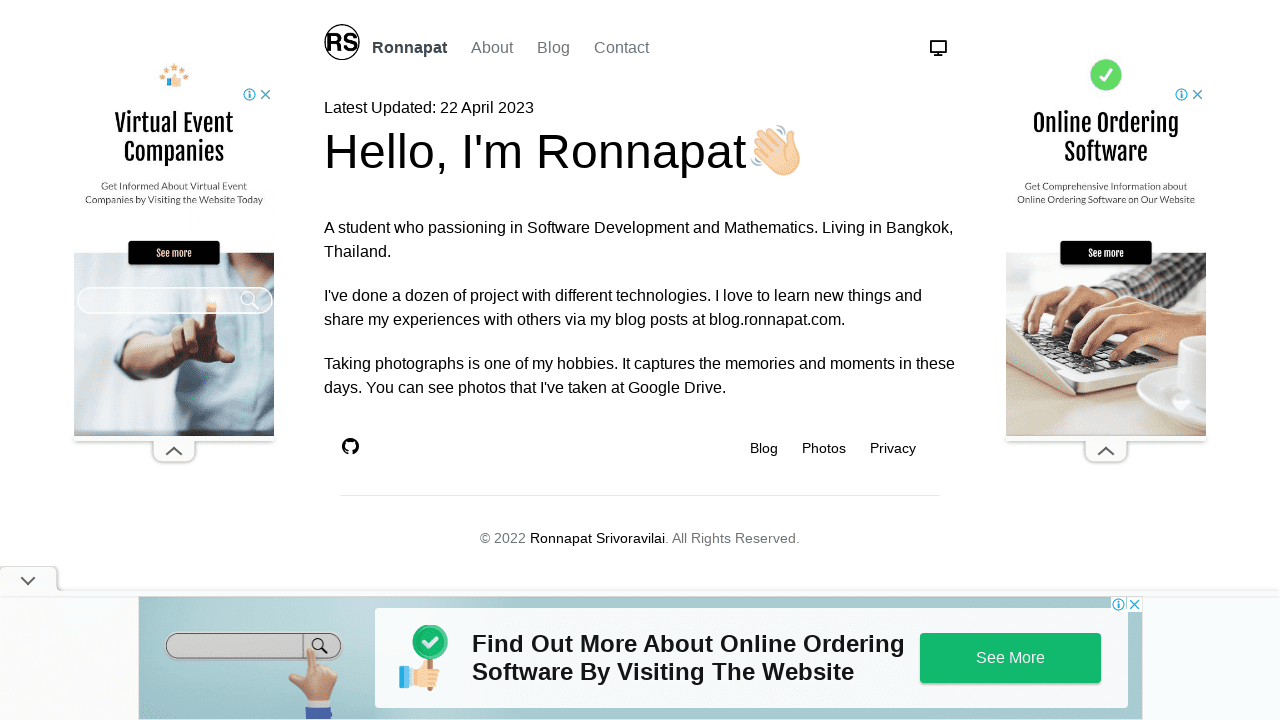 RS Ronnapat About Blog Contact
Latest Updated: 22 April 2023
Hello, I'm Ronnapat
A student who passioning in Software Development and Mathematics. Living in Bangkok,
Thailand.
I've done a dozen of project with different technologies. I love to learn new things and
share my experiences with others via my blog posts at blog.ronnapat.com.
Taking photographs is one of my hobbies. It captures the memories and moments in these
days. You can see photos that I've taken at Google Drive.
Blog Photos Privacy
© 2022 Ronnapat Srivoravilai. All Rights Reserved.
Virtual Event
Companies
Get Informed About Virtual Event
Companies by Visiting the Website Today
See more
Online Ordering
Software
Get Comprehensive Information about
Online Ordering Software on Our Website
See more
Find Out More About Online Ordering
Software By Visiting The Website
See More